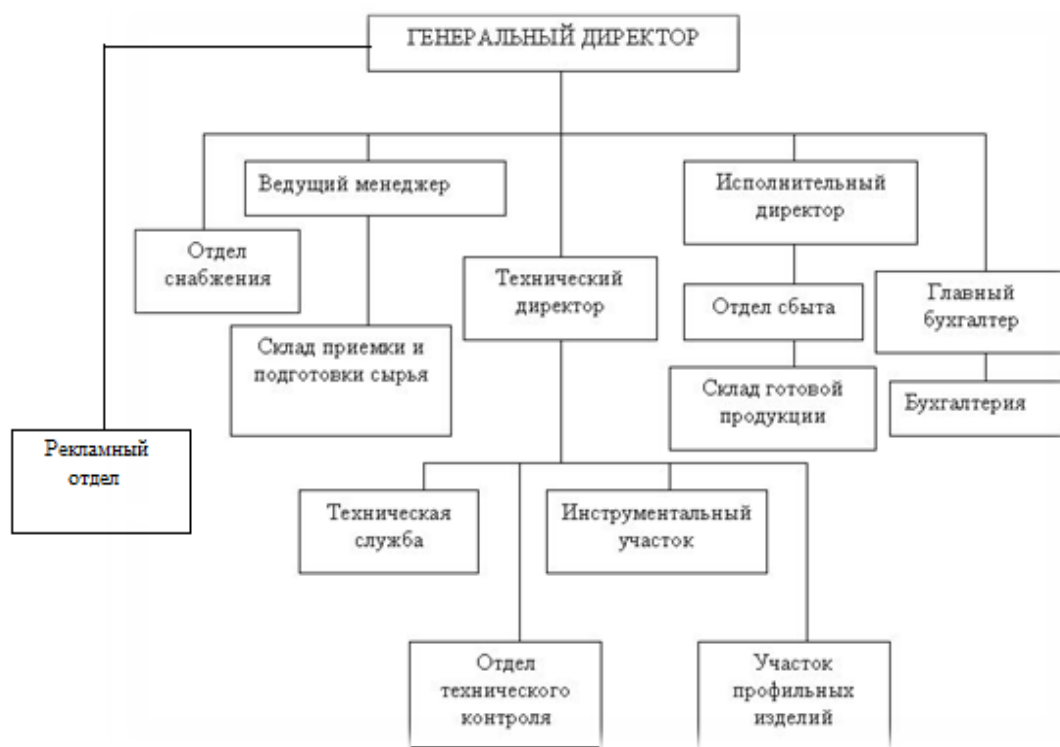 ГЕНЕРАЛЬНЫЙ ДИРЕКТОР
Ведущий менеджер
Исполнительный
директор
Отдел
снабжения
Технический
директор
Отдел сбыта
Главный
бухгалтер
Склад приемки и
подготовки сырья
Склад готовой
продукции
Бухгалтерия
Рекламный
отдел
Техническая
служба
Инструментальный
участок
Отдел
технического
контроля
Участок
профильных
изделий